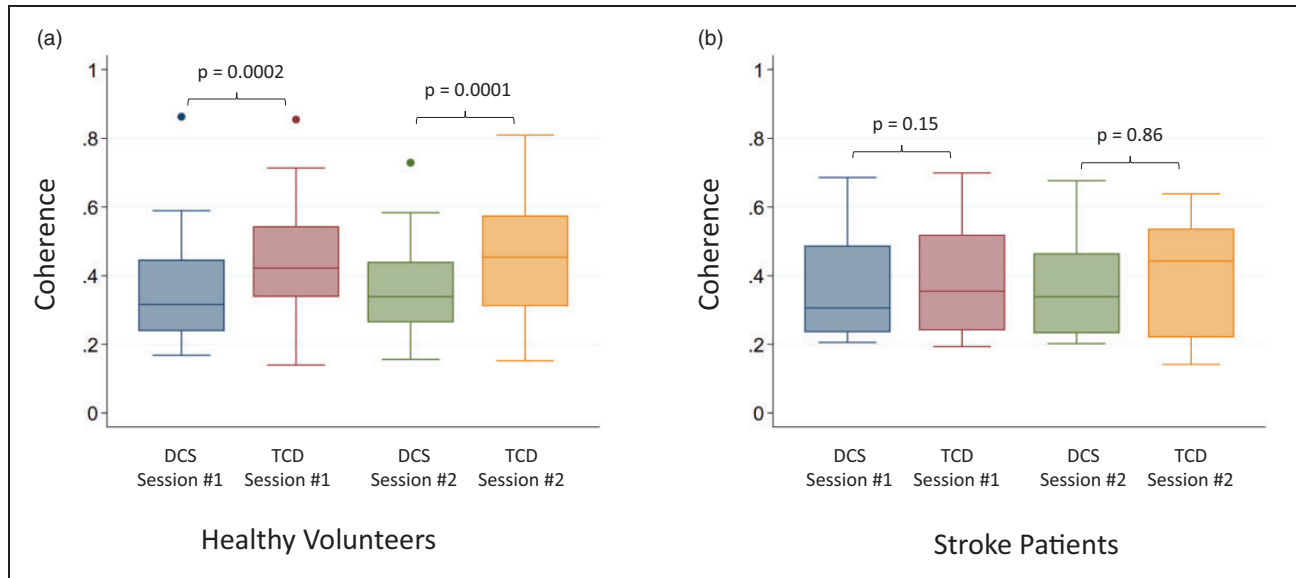 (a)
1
.8
.6
.4
.2
0
Coherence
p = 0.0002
p = 0.0001
DCS
Session #1
TCD
Session #1
DCS
Session #2
TCD
Session #2
Healthy Volunteers
(b)
1
.8
.6
.4
.2
0
Coherence
p = 0.15
p = 0.86
DCS
Session #1
TCD
Session #1
DCS
Session #2
TCD
Session #2
Stroke Patients